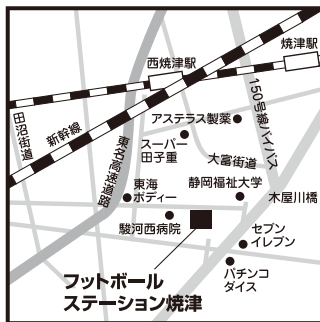 焼津駅
西焼津駅
150号線バイパス
アステラス製薬
新幹線
田沼街道
スーパー
田子重
東名高速道路
大富街道
東海
ボディー
静岡福祉大学
木屋川橋
駿河西病院
セブン
イレブン
フットボール
ステーション焼津
パチンコ
ダイス